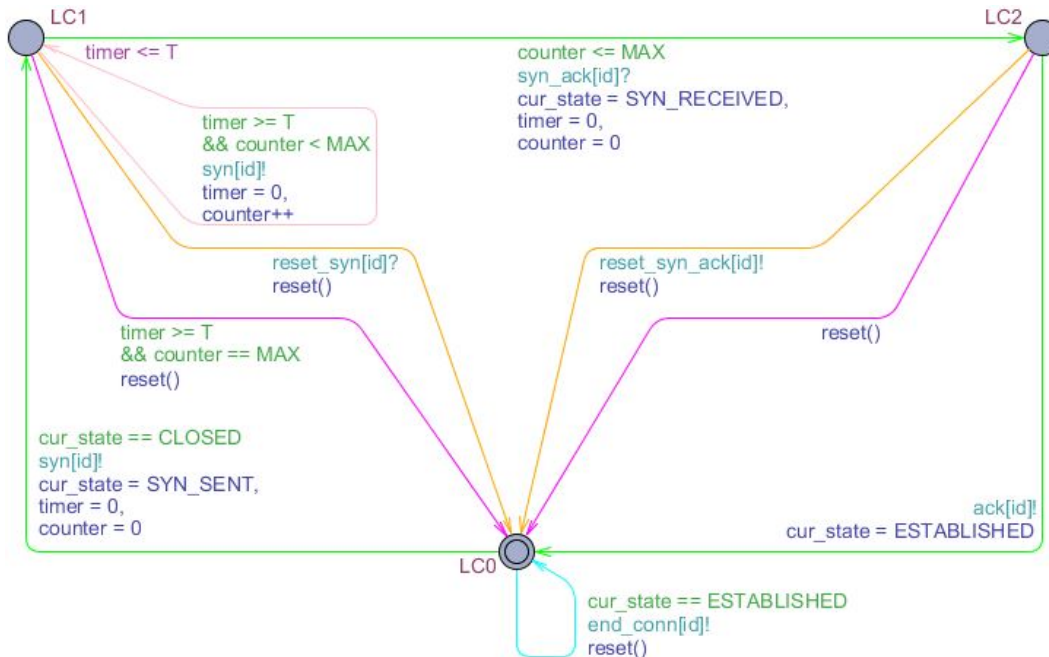 LC1
LC2
timer <= T
counter <= MAX
syn_ack[id]?
cur_state = SYN_RECEIVED,
timer = 0,
counter = 0
timer >= T
&& counter < MAX
syn[id]!
timer = 0,
counter++
reset_syn[id]?
reset()
reset_syn_ack[id]!
reset()
timer >= T
&& counter == MAX
reset()
reset()
cur_state == CLOSED
syn[id]!
cur_state = SYN_SENT,
timer = 0,
counter = 0
ack[id]!
cur_state = ESTABLISHED
LC0
cur_state == ESTABLISHED
end_conn[id]!
reset()